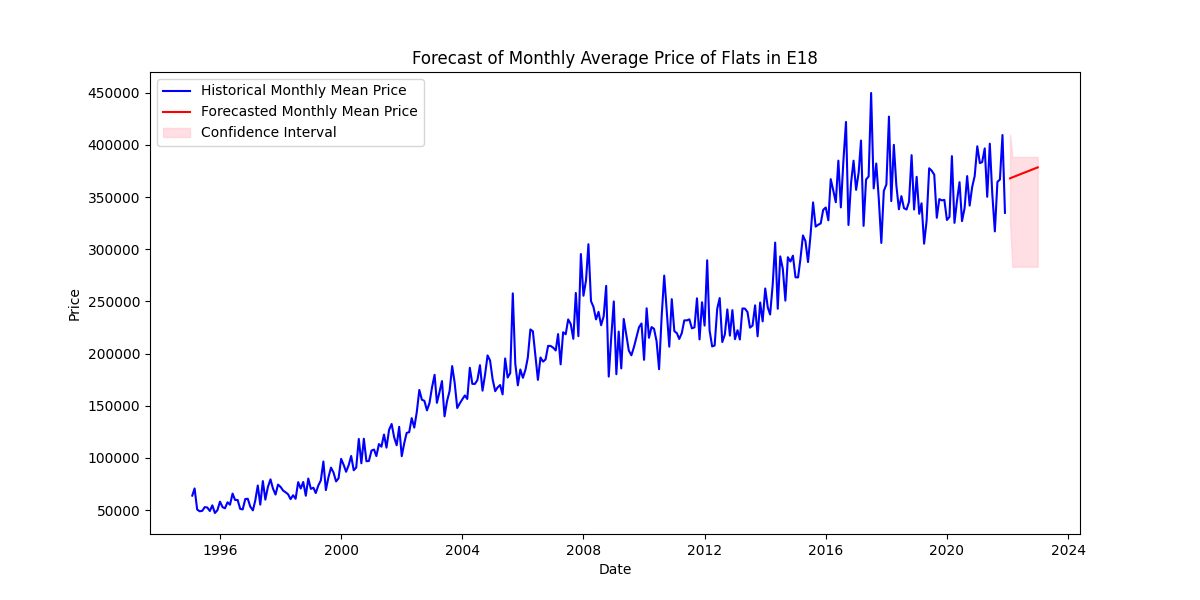 Forecast of Monthly Average Price of Flats in E18
Historical Monthly Mean Price
Forecasted Monthly Mean Price
Confidence Interval
450000
400000
350000
300000
250000
200000
150000
100000
50000
Price
1996 2000 2004 2008 2012 2016 2020 2024
Date